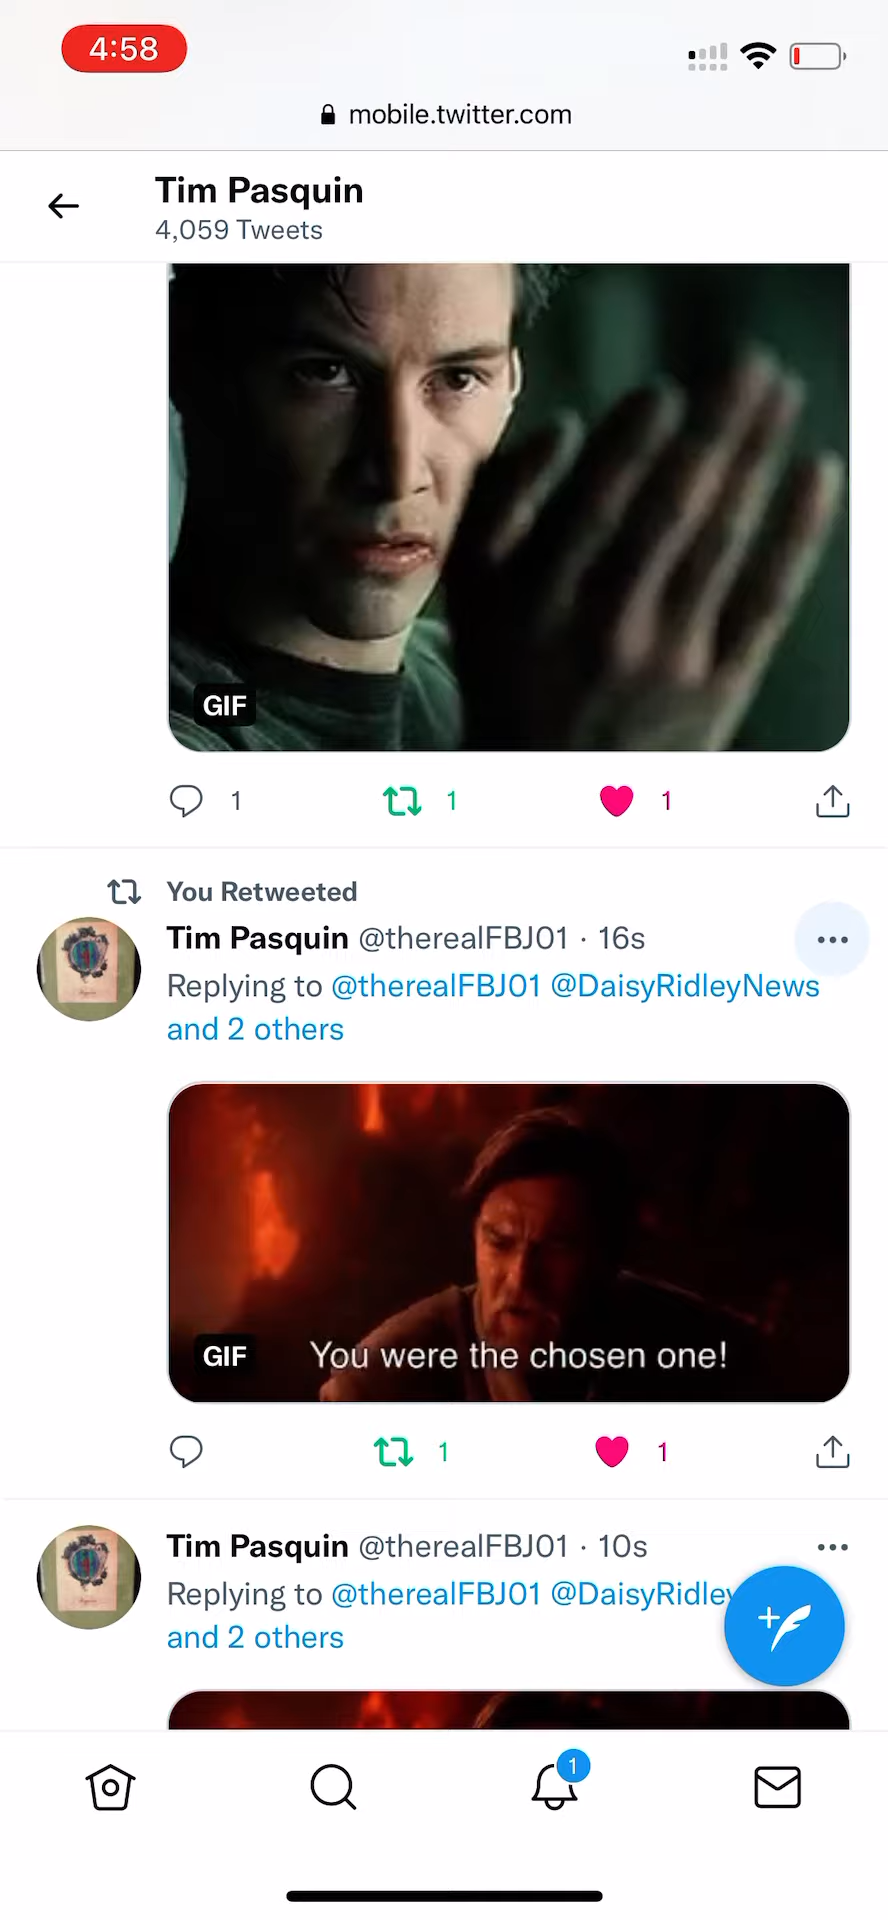 4:58
mobile.twitter.com
Tim Pasquin
4,059 Tweets
GIF
1 1 1
You Retweeted
Tim Pasquin @therealFBJ01 · 16s
Replying to @therealFBJ01 @DaisyRidleyNews
and 2 others
GIF You were the chosen one!
1 1
Tim Pasquin @therealFBJ01 · 10s
Replying to @therealFBJ01 @DaisyRidley
and 2 others
1